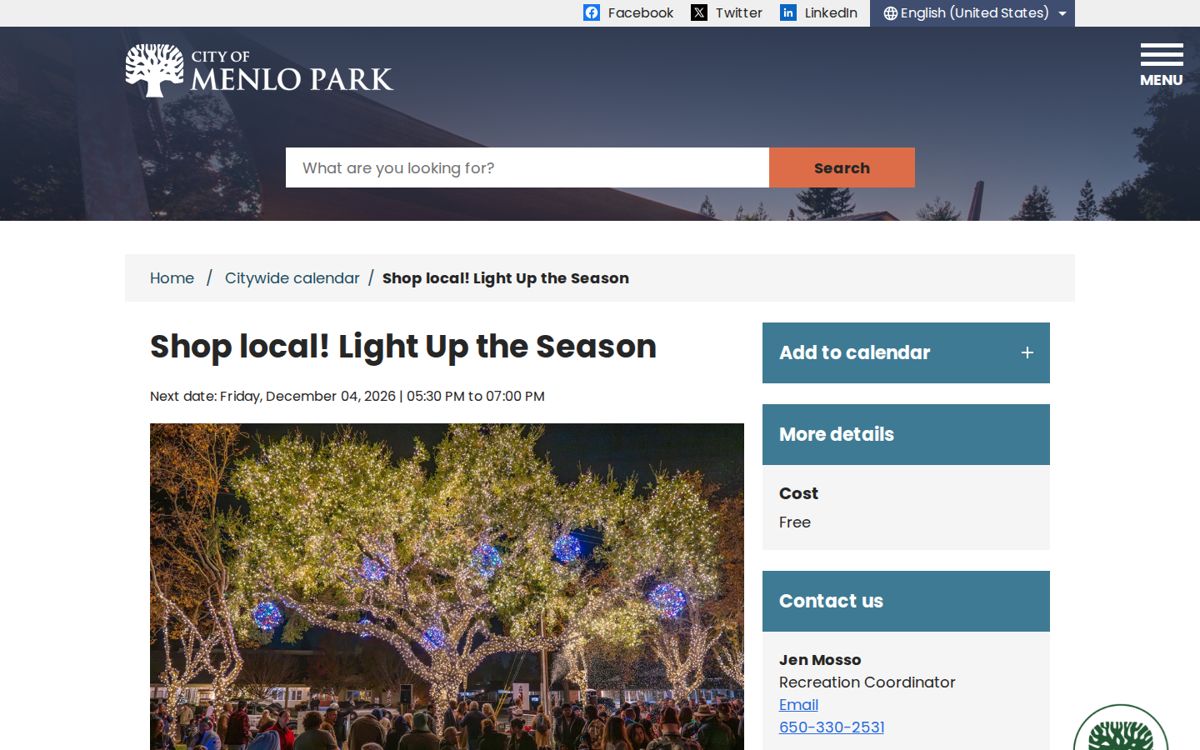 Facebook
Twitter
LinkedIn
English (United States)
CITY OF
MENLO PARK
MENU
What are you looking for?
Search
Home / Citywide calendar / Shop local! Light Up the Season
Shop local! Light Up the Season
Next date: Friday, December 04, 2026 | 05:30 PM to 07:00 PM
Add to calendar +
More details
Cost
Free
Contact us
Jen Mosso
Recreation Coordinator
Email
650-330-2531